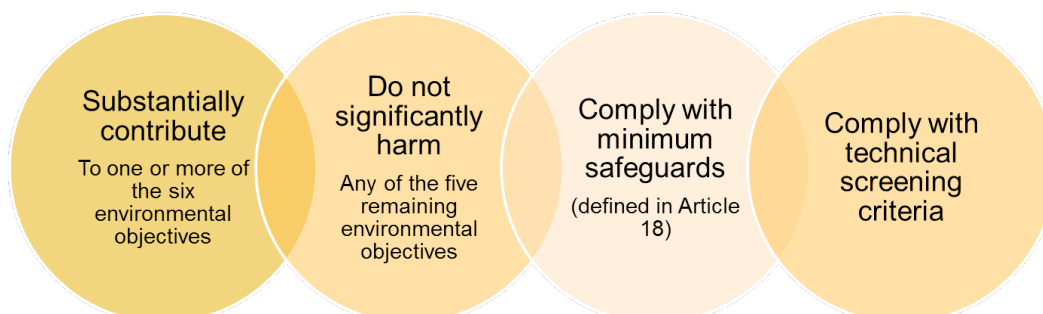 Substantially
contribute
To one or more of
the six
environmental
objectives
Do not
significantly
harm
Any of the five
remaining
environmental
objectives
Comply with
minimum
safeguards
(defined in Article
18)
Comply with
technical
screening
criteria